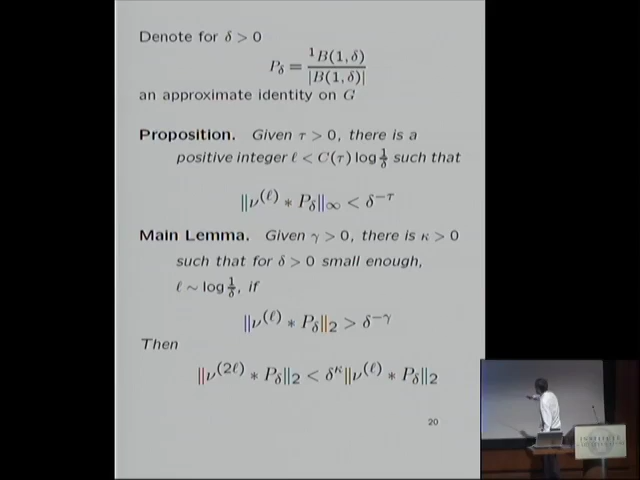 Denote for δ > 0
P_δ = 1_{B(1,δ)} / |B(1,δ)|
an approximate identity on G
Proposition. Given τ > 0, there is a
positive integer ℓ < C(τ) log 1/δ such that
‖ν^(ℓ) * P_δ‖_∞ < δ^{-τ}
Main Lemma. Given γ > 0, there is κ > 0
such that for δ > 0 small enough,
ℓ ∼ log 1/δ, if
‖ν^(ℓ) * P_δ‖_2 > δ^{-γ}
Then
‖ν^(2ℓ) * P_δ‖_2 < δ^κ ‖ν^(ℓ) * P_δ‖_2
20
INSTITUTE